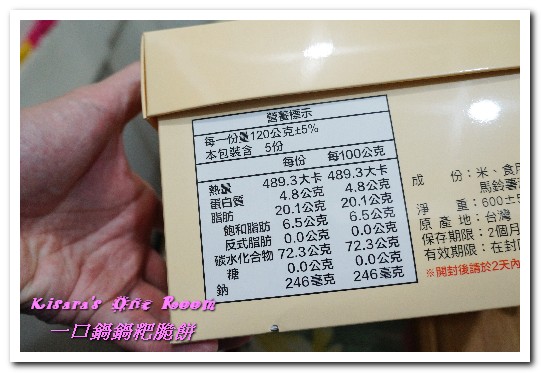 營養標示
每一份量120公克±5%
本包裝含 5份
每份 每100公克
熱量 489.3大卡 489.3大卡
蛋白質 4.8公克 4.8公克
脂肪 20.1公克 20.1公克
飽和脂肪 6.5公克 6.5公克
反式脂肪 0.0公克 0.0公克
碳水化合物 72.3公克 72.3公克
糖 0.0公克 0.0公克
鈉 246毫克 246毫克
成 份：米、食用
馬鈴薯
淨 重：600±5
原 產 地：台灣
保存期限：2個月
有效期限：在封口
※開封後請於2天內
Kisara's One Room
一口鍋鍋粑脆餅